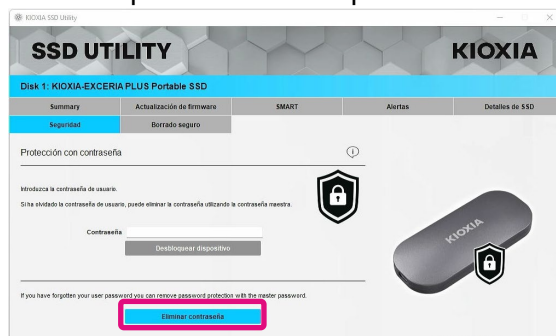 KIOXIA SSD Utility
SSD UTILITY
KIOXIA
Disk 1: KIOXIA-EXCERIA PLUS Portable SSD
Summary
Actualización de firmware
SMART
Alertas
Detalles de SSD
Seguridad
Borrado seguro
Protección con contraseña
Introduzca la contraseña de usuario.
Si ha olvidado la contraseña de usuario, puede eliminar la contraseña utilizando la contraseña maestra.
Contraseña
Desbloquear dispositivo
KIOXIA
If you have forgotten your user password you can remove password protection with the master password.
Eliminar contraseña